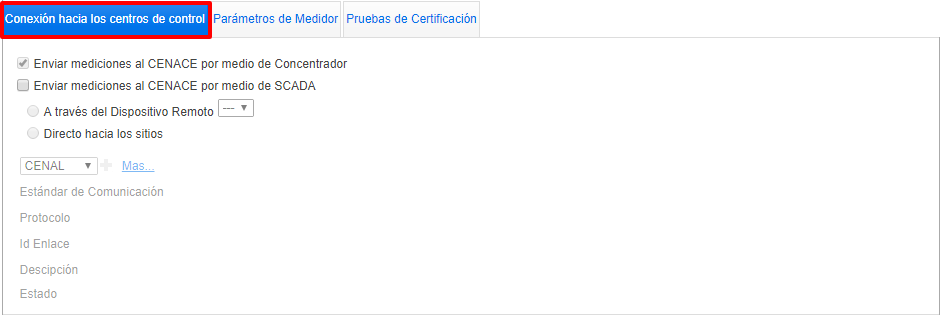 Conexión hacia los centros de control Parámetros de Medidor Pruebas de Certificación
Enviar mediciones al CENACE por medio de Concentrador
Enviar mediciones al CENACE por medio de SCADA
A través del Dispositivo Remoto ---
Directo hacia los sitios
CENAL Mas...
Estándar de Comunicación
Protocolo
Id Enlace
Descipción
Estado